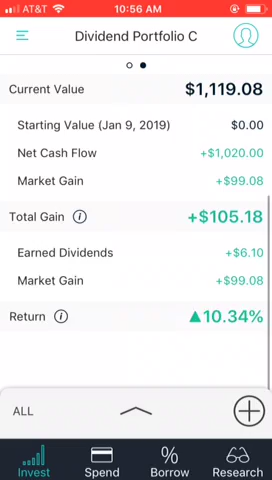 AT&T 10:56 AM
Dividend Portfolio C
Current Value $1,119.08
Starting Value (Jan 9, 2019) $0.00
Net Cash Flow +$1,020.00
Market Gain +$99.08
Total Gain +$105.18
Earned Dividends +$6.10
Market Gain +$99.08
Return ▲10.34%
ALL
Invest Spend Borrow Research